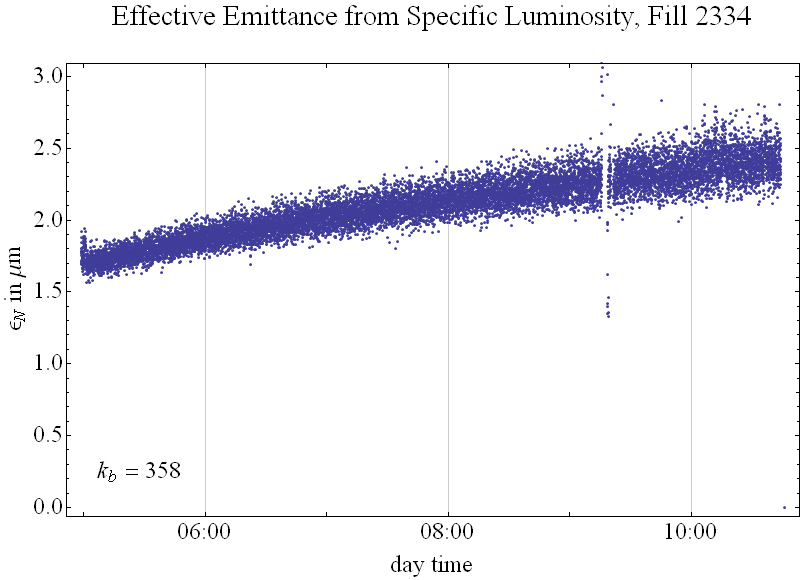 Effective Emittance from Specific Luminosity, Fill 2334
3.0
2.5
2.0
1.5
1.0
0.5
0.0
ϵN in μm
k_b = 358
06:00 08:00 10:00
day time